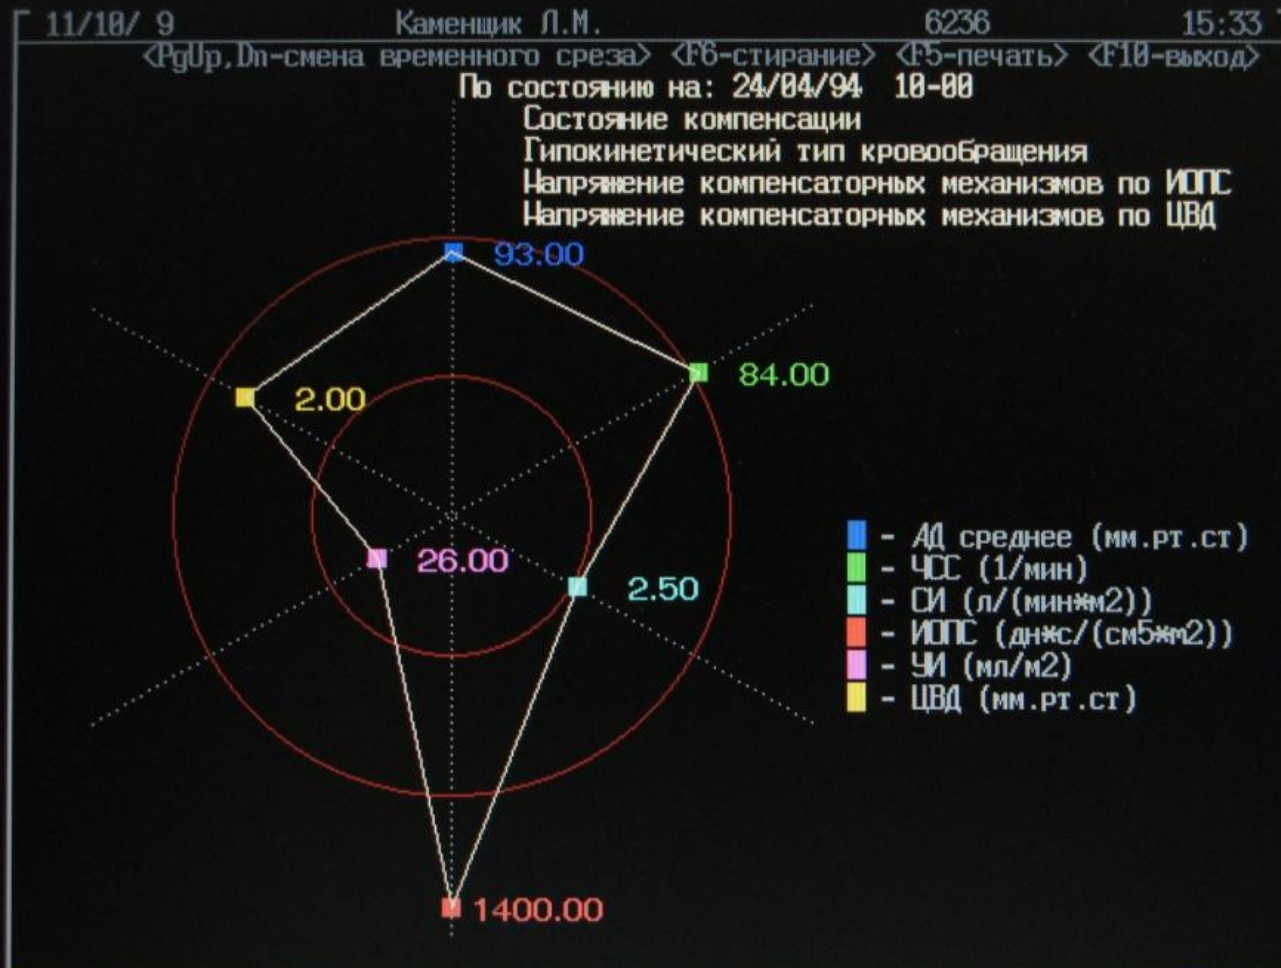 11/10/ 9 Каменщик Л.М. 6236 15:33
<PgUp,Dn-смена временного среза> <F6-стирание> <F5-печать> <F10-выход>
По состоянию на: 24/04/94 10-00
Состояние компенсации
Гипокинетический тип кровообращения
Напряжение компенсаторных механизмов по ИОПС
Напряжение компенсаторных механизмов по ЦВД
93.00
84.00
2.00
26.00
2.50
1400.00
- АД среднее (мм.рт.ст)
- ЧСС (1/мин)
- СИ (л/(мин*м2))
- ИОПС (дн*с/(см5*м2))
- УИ (мл/м2)
- ЦВД (мм.рт.ст)